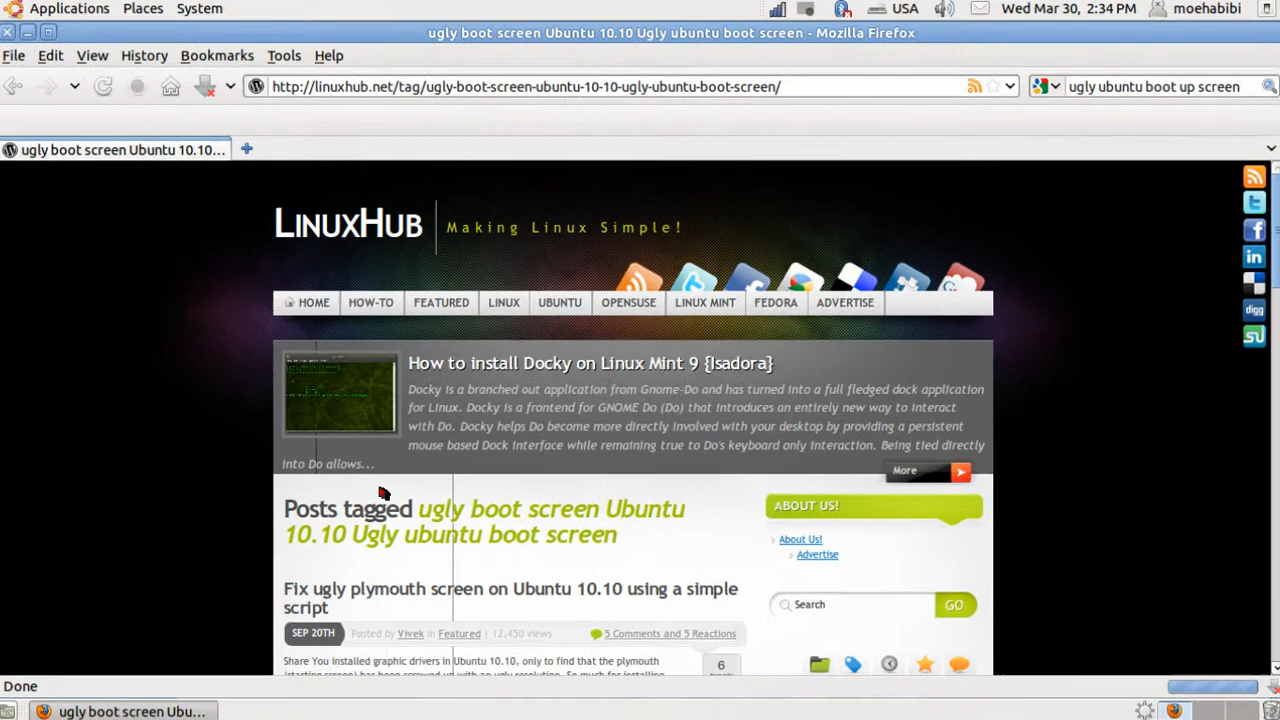 Applications Places System USA Wed Mar 30, 2:34 PM moehabibi
ugly boot screen Ubuntu 10.10 Ugly ubuntu boot screen - Mozilla Firefox
File Edit View History Bookmarks Tools Help
http://linuxhub.net/tag/ugly-boot-screen-ubuntu-10-10-ugly-ubuntu-boot-screen/ ugly ubuntu boot up screen
ugly boot screen Ubuntu 10.10...
LINUXHUB Making Linux Simple!
HOME HOW-TO FEATURED LINUX UBUNTU OPENSUSE LINUX MINT FEDORA ADVERTISE
digg
How to install Docky on Linux Mint 9 {Isadora}
Docky is a branched out application from Gnome-Do and has turned into a full fledged dock application
for Linux. Docky is a frontend for GNOME Do (Do) that introduces an entirely new way to interact
with Do. Docky helps Do become more directly involved with your desktop by providing a persistent
mouse based Dock interface while remaining true to Do's keyboard only interaction. Being tied directly
into Do allows...
More
Posts tagged ugly boot screen Ubuntu
10.10 Ugly ubuntu boot screen
ABOUT US!
About Us!
Advertise
Fix ugly plymouth screen on Ubuntu 10.10 using a simple
script
Search GO
SEP 20TH Posted by Vivek in Featured | 12,450 views 5 Comments and 5 Reactions
Share You installed graphic drivers in Ubuntu 10.10, only to find that the plymouth
6
Done
ugly boot screen Ubu...